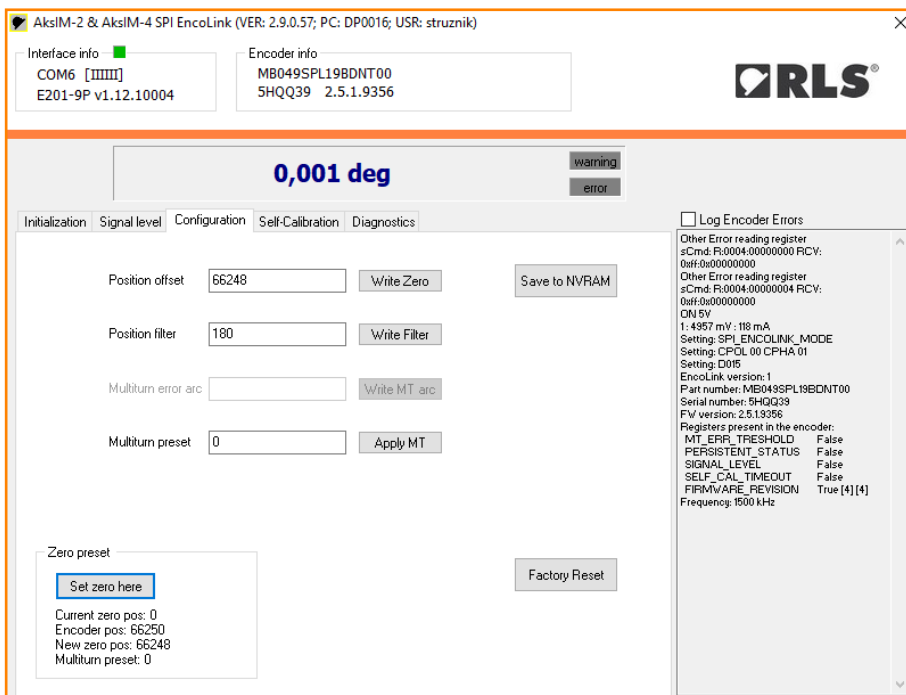 AksIM-2 & AksIM-4 SPI EncoLink (VER: 2.9.0.57; PC: DP0016; USR: struznik)
Interface info
COM6 [IIIIII]
E201-9P v1.12.10004
Encoder info
MB049SPL19BDNT00
5HQQ39 2.5.1.9356
RLS®
0,001 deg
warning
error
Initialization Signal level Configuration Self-Calibration Diagnostics
Position offset 66248 Write Zero Save to NVRAM
Position filter 180 Write Filter
Multiturn error arc Write MT arc
Multiturn preset 0 Apply MT
Zero preset
Set zero here
Current zero pos: 0
Encoder pos: 66250
New zero pos: 66248
Multiturn preset: 0
Factory Reset
Log Encoder Errors
Other Error reading register
sCmd: R:0004:00000000 RCV:
0xff:0x00000000
Other Error reading register
sCmd: R:0004:00000004 RCV:
0xff:0x00000000
ON 5V
1: 4957 mV : 118 mA
Setting: SPI_ENCOLINK_MODE
Setting: CPOL 00 CPHA 01
Setting: D015
EncoLink version: 1
Part number: MB049SPL19BDNT00
Serial number: 5HQQ39
FW version: 2.5.1.9356
Registers present in the encoder:
MT_ERR_TRESHOLD False
PERSISTENT_STATUS False
SIGNAL_LEVEL False
SELF_CAL_TIMEOUT False
FIRMWARE_REVISION True [4] [4]
Frequency: 1500 kHz